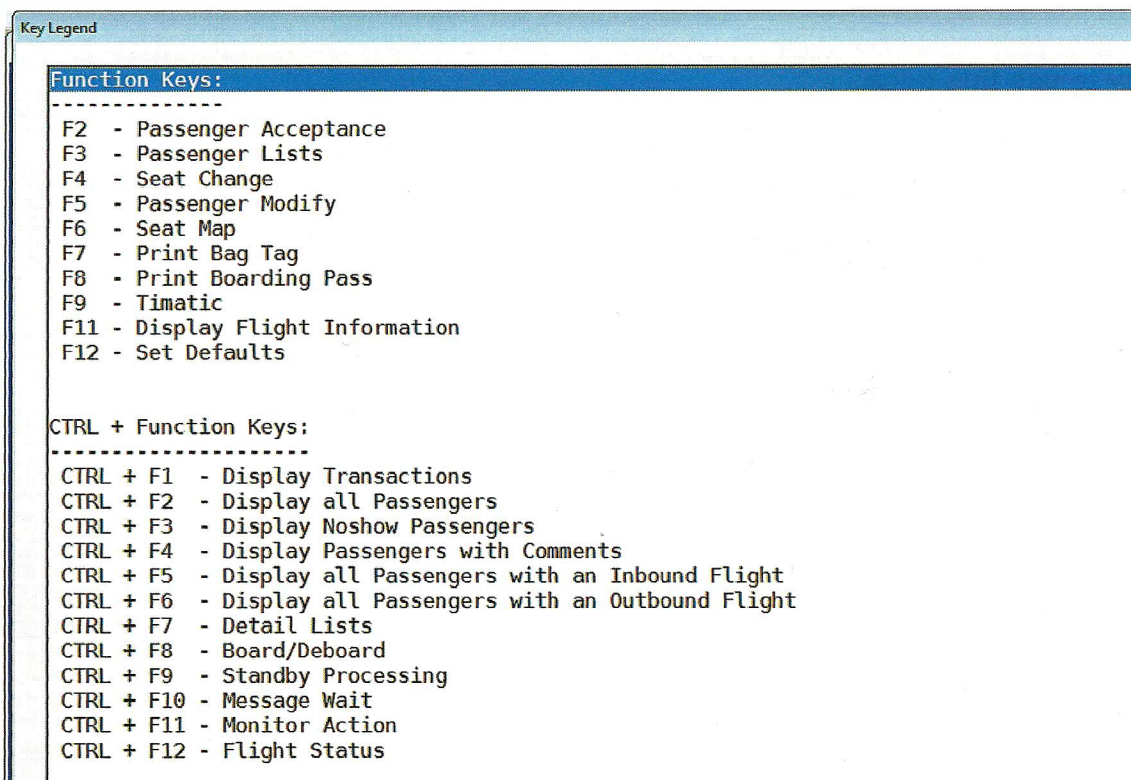 Key Legend
Function Keys:
--------------
F2 - Passenger Acceptance
F3 - Passenger Lists
F4 - Seat Change
F5 - Passenger Modify
F6 - Seat Map
F7 - Print Bag Tag
F8 - Print Boarding Pass
F9 - Timatic
F11 - Display Flight Information
F12 - Set Defaults
CTRL + Function Keys:
---------------------
CTRL + F1 - Display Transactions
CTRL + F2 - Display all Passengers
CTRL + F3 - Display Noshow Passengers
CTRL + F4 - Display Passengers with Comments
CTRL + F5 - Display all Passengers with an Inbound Flight
CTRL + F6 - Display all Passengers with an Outbound Flight
CTRL + F7 - Detail Lists
CTRL + F8 - Board/Deboard
CTRL + F9 - Standby Processing
CTRL + F10 - Message Wait
CTRL + F11 - Monitor Action
CTRL + F12 - Flight Status